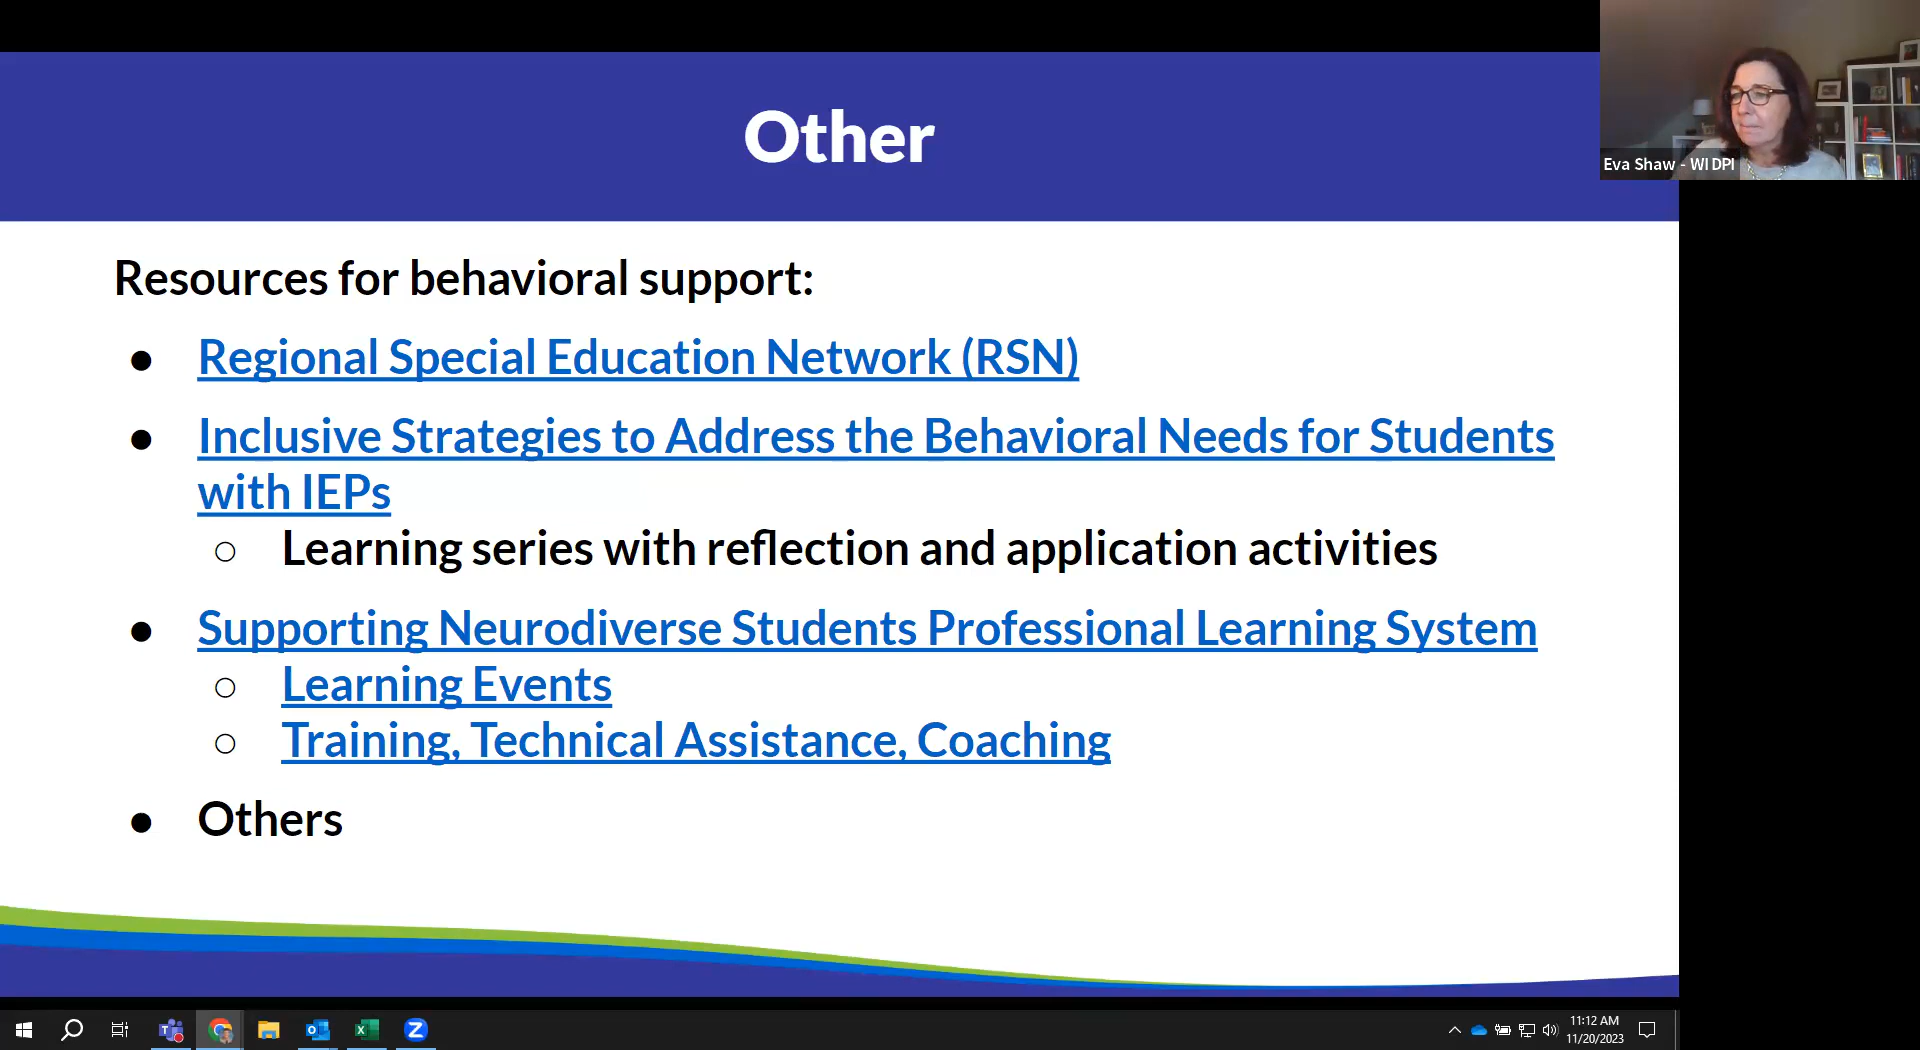 Other
Eva Shaw - WI DPI
Resources for behavioral support:
● Regional Special Education Network (RSN)
● Inclusive Strategies to Address the Behavioral Needs for Students
with IEPs
○ Learning series with reflection and application activities
● Supporting Neurodiverse Students Professional Learning System
○ Learning Events
○ Training, Technical Assistance, Coaching
● Others
11:12 AM
11/20/2023